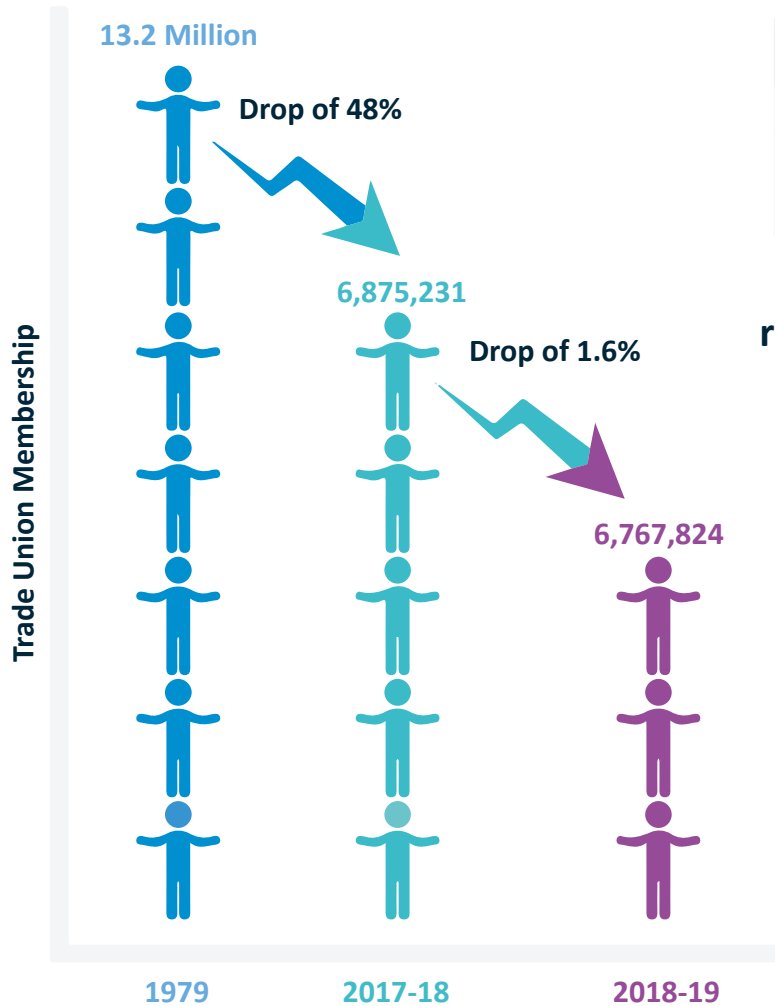 13.2 Million
Drop of 48%
6,875,231
Drop of 1.6%
r
6,767,824
Trade Union Membership
1979
2017-18
2018-19